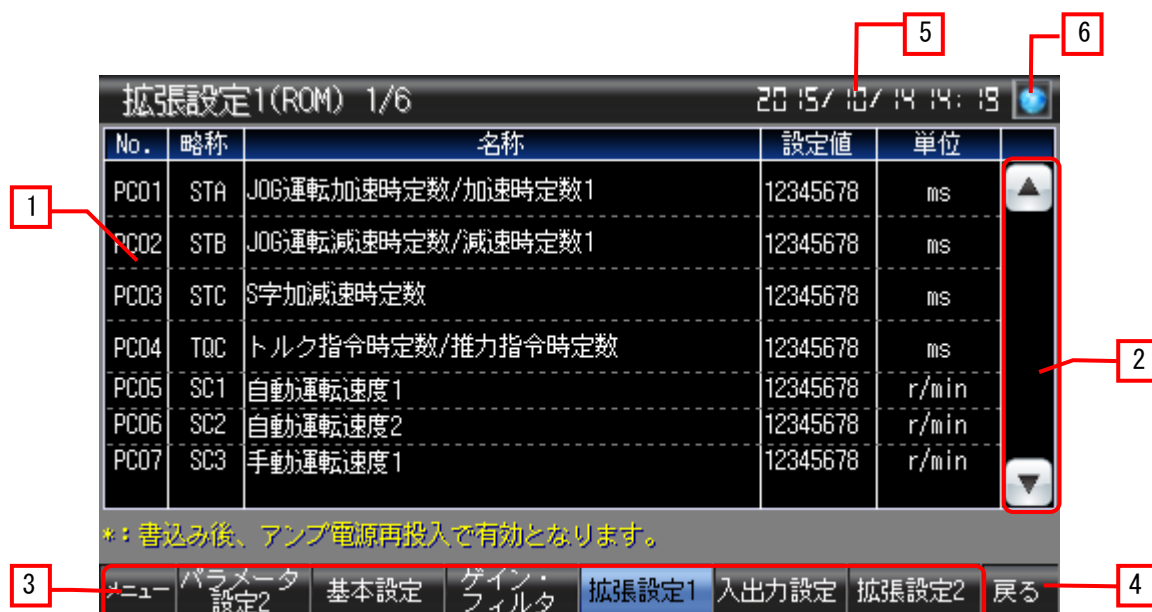 5
6
拡張設定1(ROM) 1/6 2015/10/14 14:19
No. 略称 名称 設定値 単位
1
PC01 STA JOG運転加速時定数/加速時定数1 12345678 ms
PC02 STB JOG運転減速時定数/減速時定数1 12345678 ms
PC03 STC S字加減速時定数 12345678 ms
PC04 TQC トルク指令時定数/推力指令時定数 12345678 ms
2
PC05 SC1 自動運転速度1 12345678 r/min
PC06 SC2 自動運転速度2 12345678 r/min
PC07 SC3 手動運転速度1 12345678 r/min
*:書込み後、アンプ電源再投入で有効となります。
3
メニュー
パラメータ
設定2
基本設定
ゲイン・
フィルタ
拡張設定1
入出力設定
拡張設定2
戻る
4